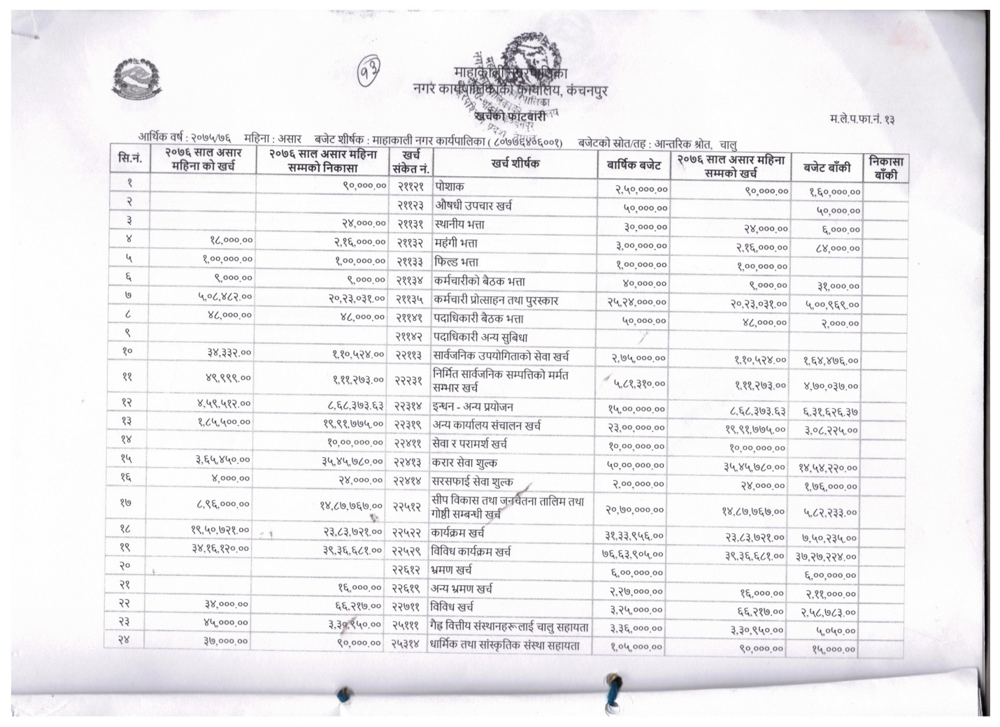 १३
माहाकाली नगरपालिका
नगर कार्यपालिकाको कार्यालय, कंचनपुर
खर्चको फाँटवारी
म.ले.प.फा.नं. १३
आर्थिक वर्ष : २०७५/७६ महिना : असार बजेट शीर्षक : माहाकाली नगर कार्यपालिका ( ८०७७६४०६००१) बजेटको स्रोत/तह : आन्तरिक श्रोत, चालु
सि.नं. २०७६ साल असार महिना को खर्च २०७६ साल असार महिना सम्मको निकासा खर्च संकेत नं. खर्च शीर्षक बार्षिक बजेट २०७६ साल असार महिना सम्मको खर्च बजेट बाँकी निकासा बाँकी
१ ९०,०००.०० २११२१ पोशाक २,५०,०००.०० ९०,०००.०० १,६०,०००.००
२ २११२३ औषधी उपचार खर्च ५०,०००.०० ५०,०००.००
३ २४,०००.०० २११३१ स्थानीय भत्ता ३०,०००.०० २४,०००.०० ६,०००.००
४ १८,०००.०० २,१६,०००.०० २११३२ महंगी भत्ता ३,००,०००.०० २,१६,०००.०० ८४,०००.००
५ १,००,०००.०० १,००,०००.०० २११३३ फिल्ड भत्ता १,००,०००.०० १,००,०००.००
६ ९,०००.०० ९,०००.०० २११३४ कर्मचारीको बैठक भत्ता ४०,०००.०० ९,०००.०० ३१,०००.००
७ ५,०८,४८२.०० २०,२३,०३१.०० २११३५ कर्मचारी प्रोत्साहन तथा पुरस्कार २५,२४,०००.०० २०,२३,०३१.०० ५,००,९६९.००
८ ४८,०००.०० ४८,०००.०० २११४१ पदाधिकारी बैठक भत्ता ५०,०००.०० ४८,०००.०० २,०००.००
९ २११४२ पदाधिकारी अन्य सुबिधा
१० ३४,३३२.०० १,१०,५२४.०० २२११३ सार्वजनिक उपयोगिताको सेवा खर्च २,७५,०००.०० १,१०,५२४.०० १,६४,४७६.००
११ ४९,९९९.०० १,११,२७३.०० २२२३१ निर्मित सार्वजनिक सम्पत्तिको मर्मत सम्भार खर्च ५,८१,३१०.०० १,११,२७३.०० ४,७०,०३७.००
१२ ४,५९,५१२.०० ८,६८,३७३.६३ २२३१४ इन्धन - अन्य प्रयोजन १५,००,०००.०० ८,६८,३७३.६३ ६,३१,६२६.३७
१३ १,८५,५००.०० १९,९१,७७५.०० २२३१९ अन्य कार्यालय संचालन खर्च २३,००,०००.०० १९,९१,७७५.०० ३,०८,२२५.००
१४ १०,००,०००.०० २२४११ सेवा र परामर्श खर्च १०,००,०००.०० १०,००,०००.००
१५ ३,६५,४५०.०० ३५,४५,७८०.०० २२४१३ करार सेवा शुल्क ५०,००,०००.०० ३५,४५,७८०.०० १४,५४,२२०.००
१६ ४,०००.०० २४,०००.०० २२४१४ सरसफाई सेवा शुल्क २,००,०००.०० २४,०००.०० १,७६,०००.००
१७ ८,९६,०००.०० १४,८७,७६७.०० २२५१२ सीप विकास तथा जनचेतना तालिम तथा गोष्ठी सम्बन्धी खर्च २०,७०,०००.०० १४,८७,७६७.०० ५,८२,२३३.००
१८ १९,५०,७२१.०० २३,८३,७२१.०० २२५२२ कार्यक्रम खर्च ३१,३३,९५६.०० २३,८३,७२१.०० ७,५०,२३५.००
१९ ३४,१६,१२०.०० ३९,३६,६८१.०० २२५२९ विविध कार्यक्रम खर्च ७६,६३,९०५.०० ३९,३६,६८१.०० ३७,२७,२२४.००
२० २२६१२ भ्रमण खर्च ६,००,०००.०० ६,००,०००.००
२१ १६,०००.०० २२६१९ अन्य भ्रमण खर्च २,२७,०००.०० १६,०००.०० २,११,०००.००
२२ ३४,०००.०० ६६,२१७.०० २२७११ विविध खर्च ३,२५,०००.०० ६६,२१७.०० २,५८,७८३.००
२३ ४५,०००.०० ३,३०,९५०.०० २५१११ गैह्र वित्तीय संस्थानहरूलाई चालु सहायता ३,३६,०००.०० ३,३०,९५०.०० ५,०५०.००
२४ ३७,०००.०० ९०,०००.०० २५३१४ धार्मिक तथा सांस्कृतिक संस्था सहायता १,०५,०००.०० ९०,०००.०० १५,०००.००